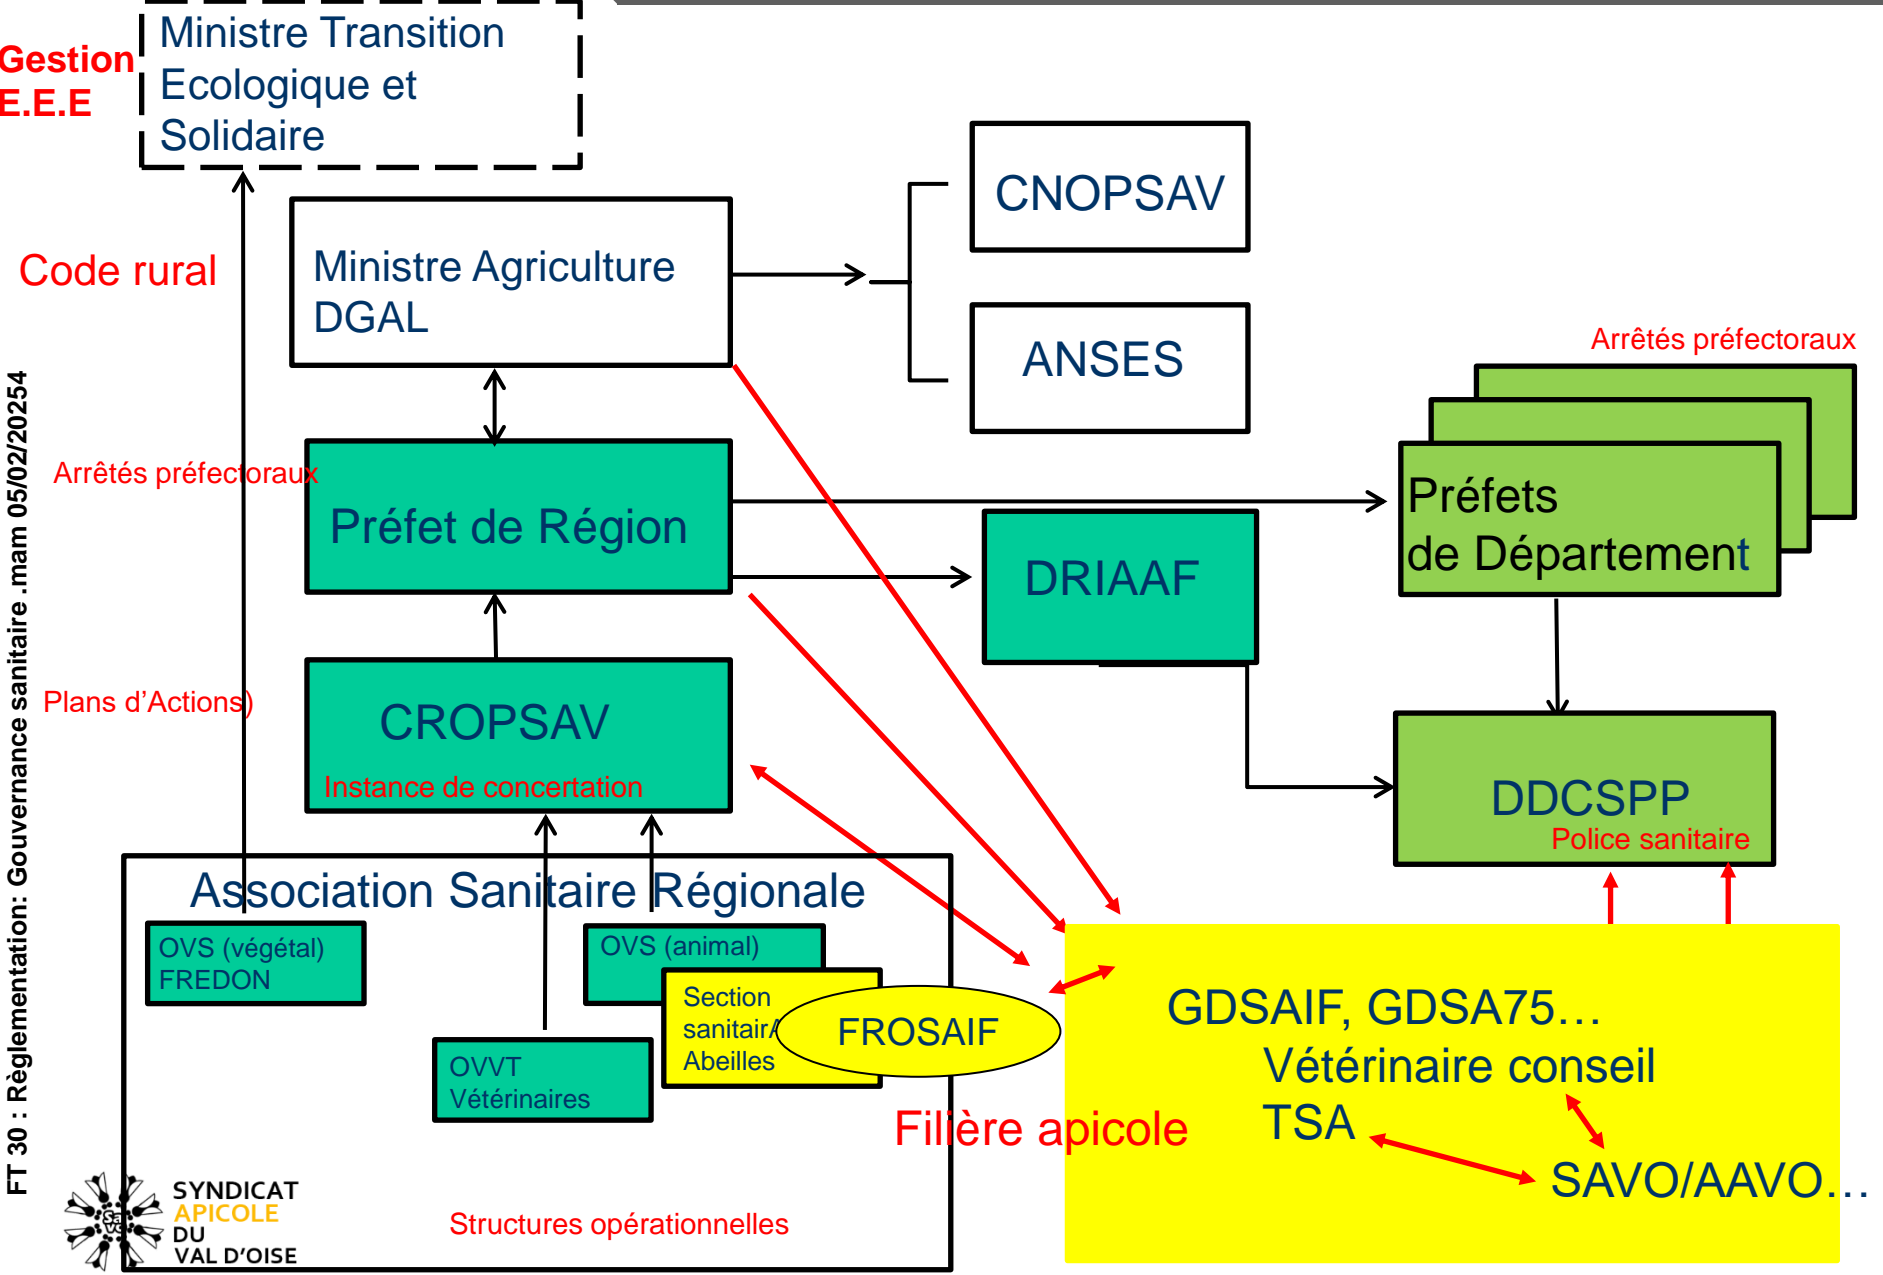 Gestion
E.E.E
Ministre Transition
Ecologique et
Solidaire
CNOPSAV
Code rural
Ministre Agriculture
DGAL
ANSES
Arrêtés préfectoraux
Arrêtés préfectoraux
Préfet de Région
Préfets
de Département
DRIAAF
Plans d'Actions)
CROPSAV
Instance de concertation
DDCSPP
Police sanitaire
Association Sanitaire Régionale
OVS (végétal)
FREDON
OVS (animal)
Section
sanitairA
Abeilles
FROSAIF
OVVT
Vétérinaires
GDSAIF, GDSA75…
Vétérinaire conseil
TSA
Filière apicole
SAVO/AAVO…
Structures opérationnelles
FT 30 : Règlementation: Gouvernance sanitaire .mam 05/02/20254
SaVO
SYNDICAT
APICOLE
DU
VAL D'OISE